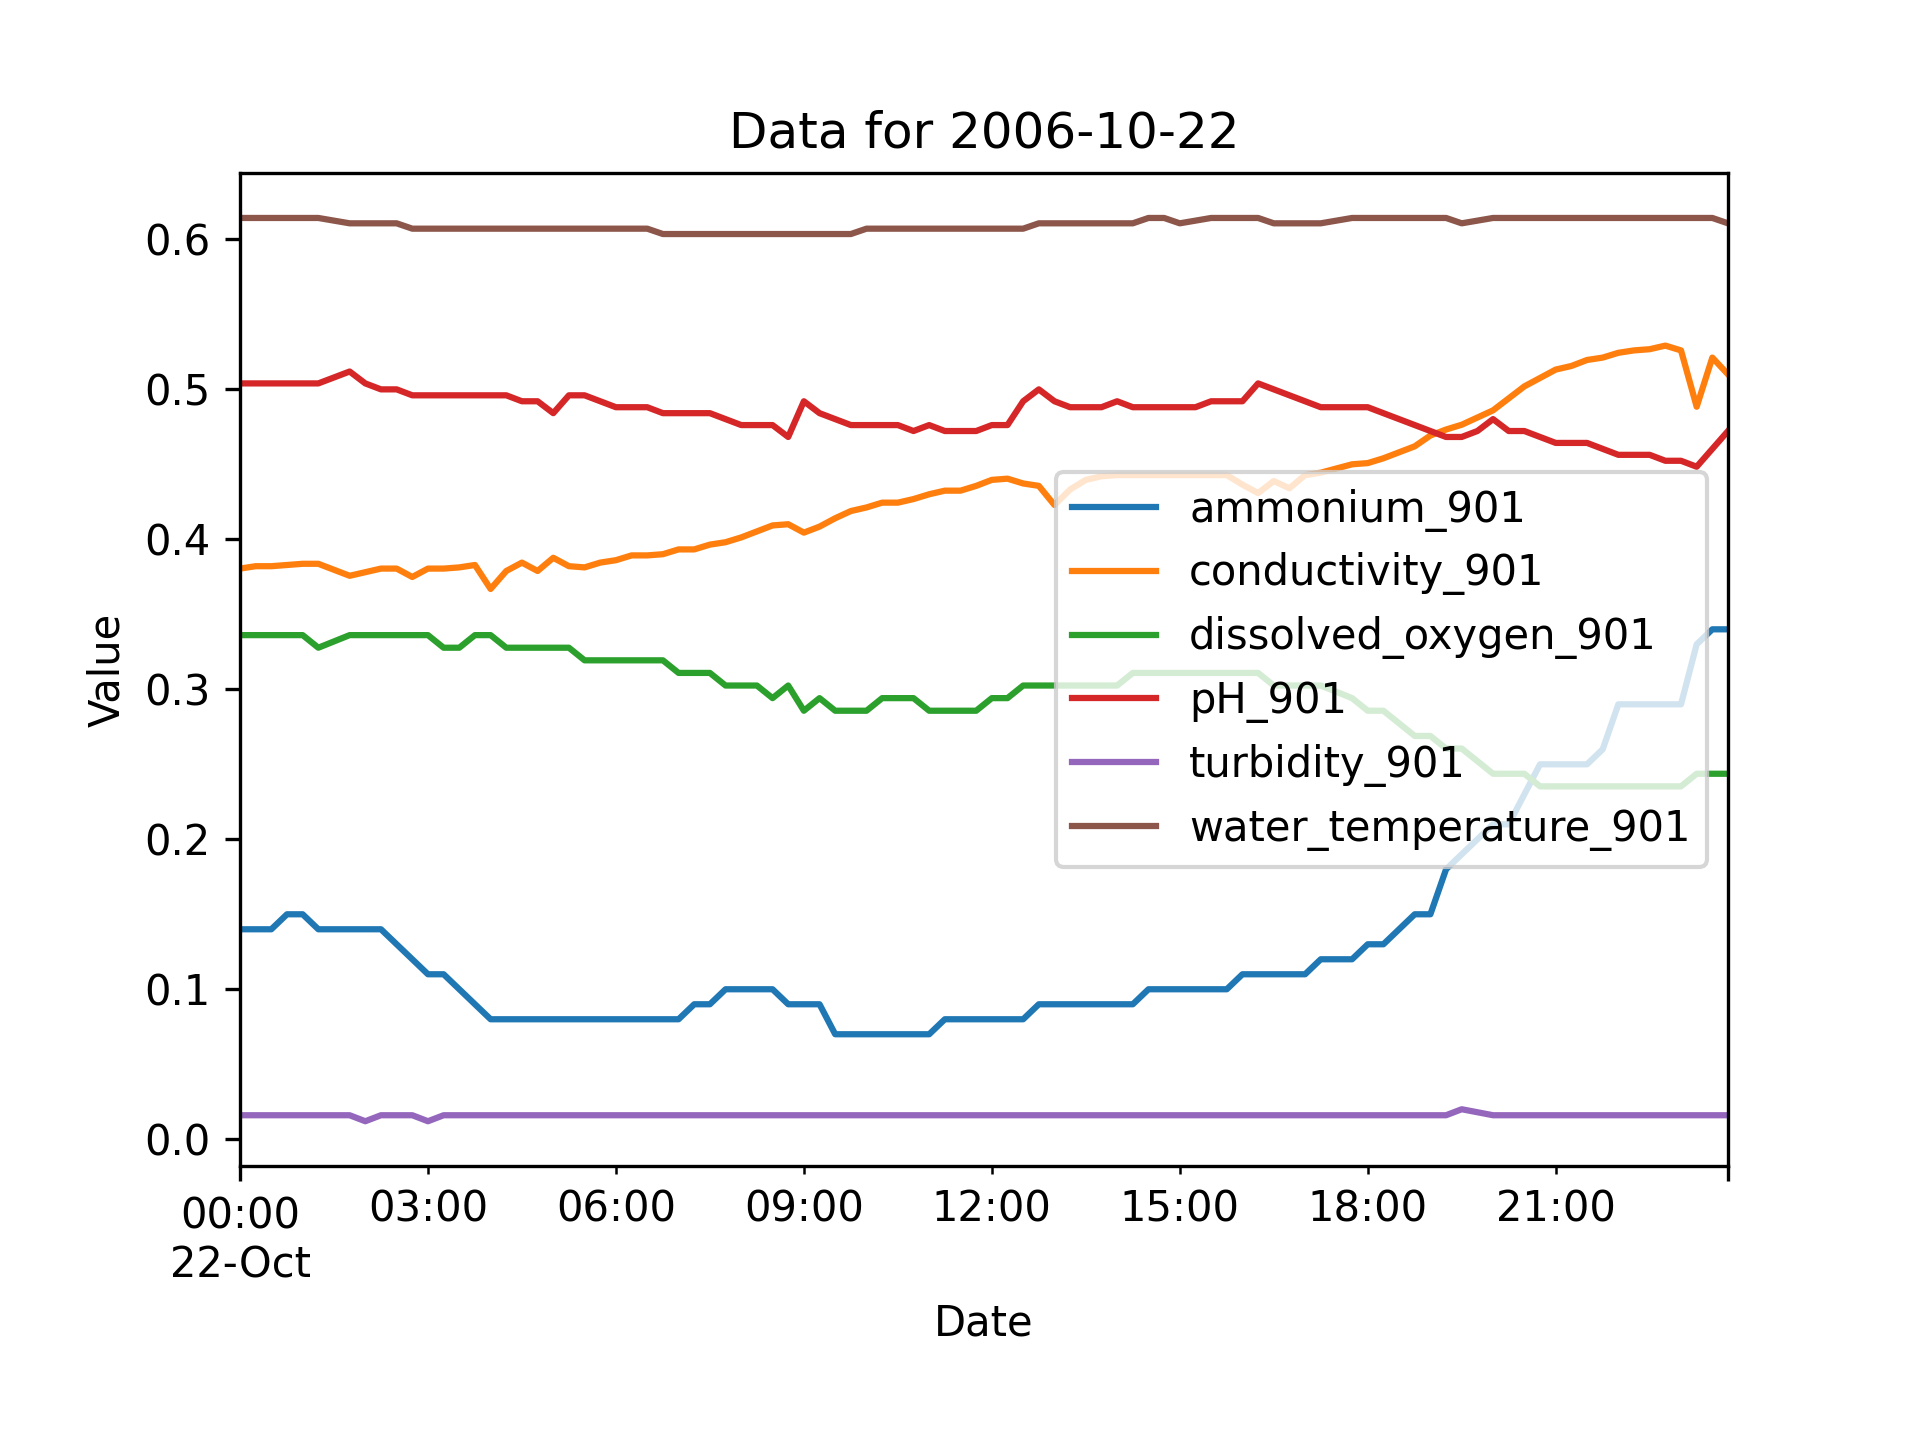 Data for 2006-10-22
0.6
0.5
0.4
0.3
0.2
0.1
0.0
Value
ammonium_901
conductivity_901
dissolved_oxygen_901
pH_901
turbidity_901
water_temperature_901
00:00 03:00 06:00 09:00 12:00 15:00 18:00 21:00
22-Oct
Date